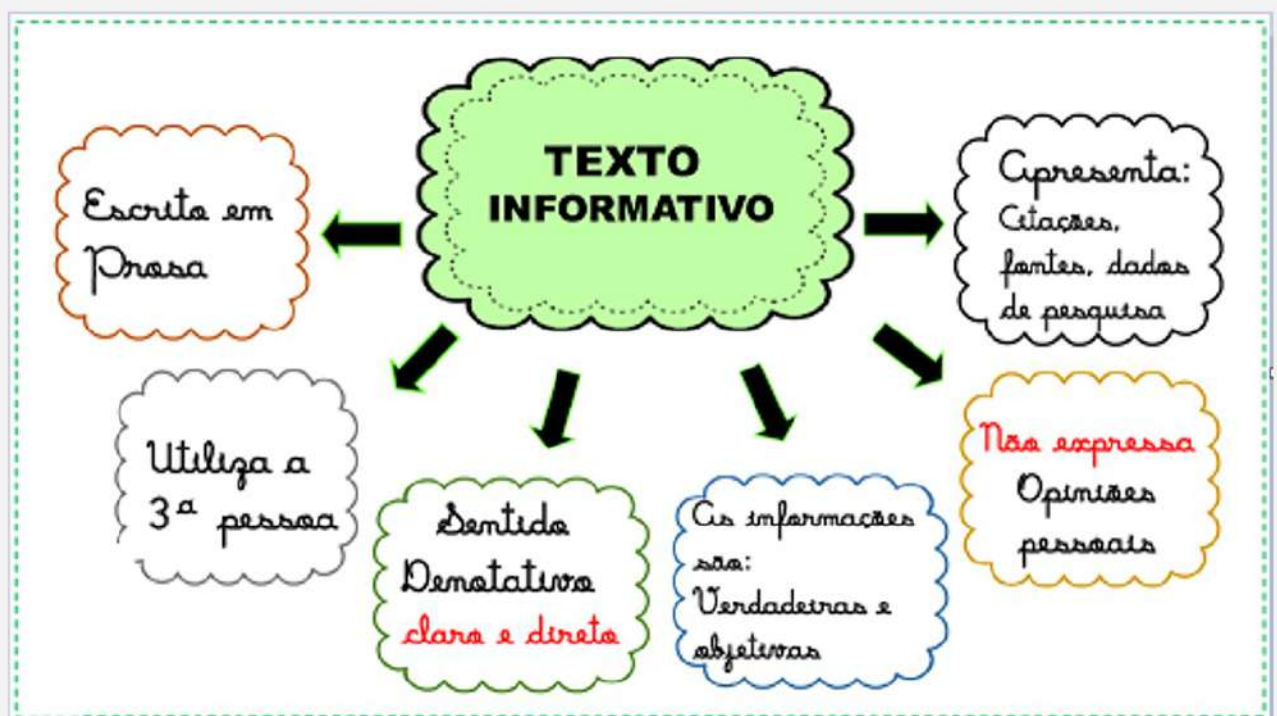 TEXTO
INFORMATIVO
Escrito em
Prosa
Apresenta:
Citações,
fontes, dados
de pesquisa
Utiliza a
3ª pessoa
Sentido
Denotativo
claro e direto
As informações
são:
Verdadeiras e
objetivas
Não expressa
Opiniões
pessoais